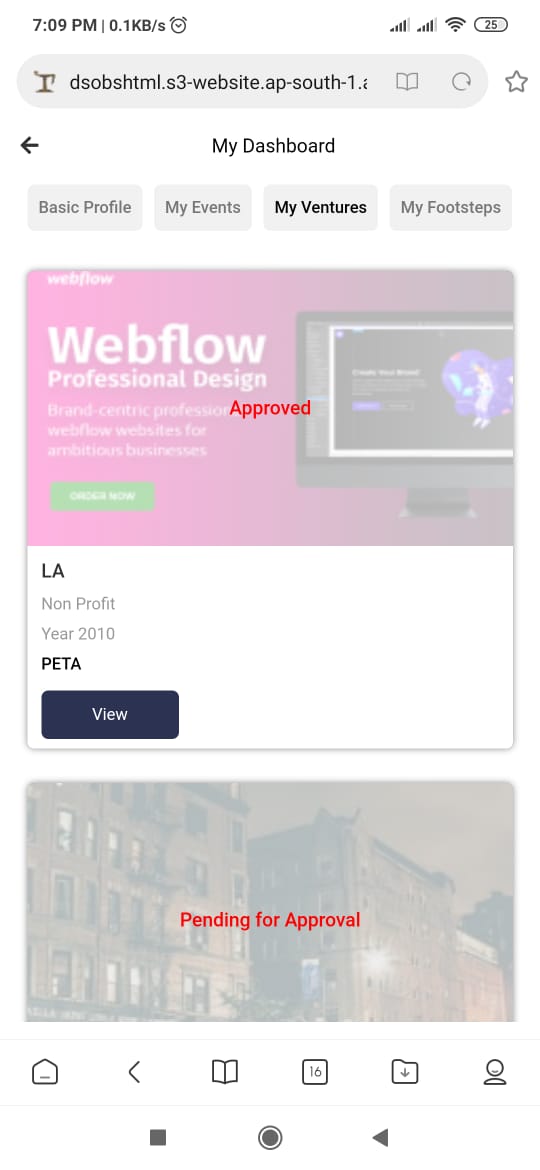 7:09 PM | 0.1KB/s
25
dsobshtml.s3-website.ap-south-1.a
My Dashboard
Basic Profile
My Events
My Ventures
My Footsteps
webflow
Webflow
Professional Design
Brand-centric profession
Approved
webflow websites for
ambitious businesses
ORDER NOW
Create Your Brand
LA
Non Profit
Year 2010
PETA
View
Pending for Approval
16